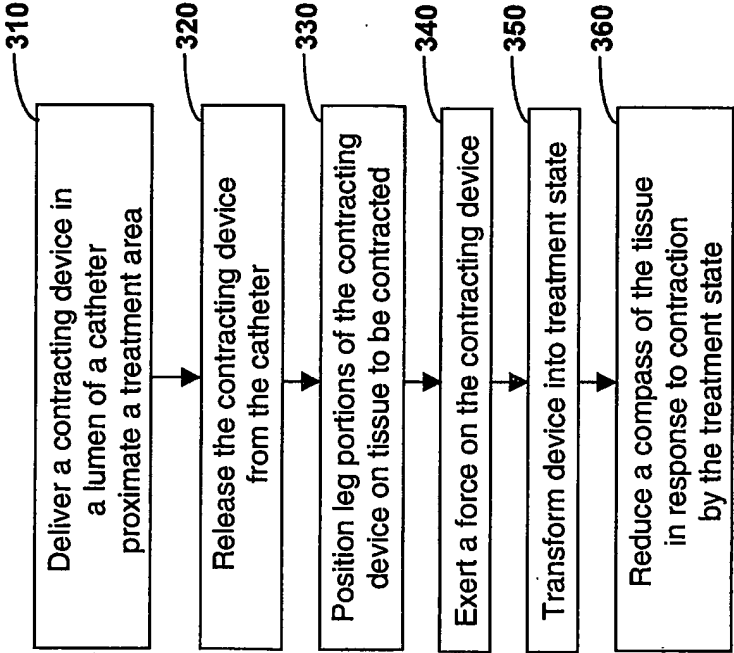 310
Deliver a contracting device in
a lumen of a catheter
proximate a treatment area
320
Release the contracting device
from the catheter
330
Position leg portions of the contracting
device on tissue to be contracted
340
Exert a force on the contracting device
350
Transform device into treatment state
360
Reduce a compass of the tissue
in response to contraction
by the treatment state